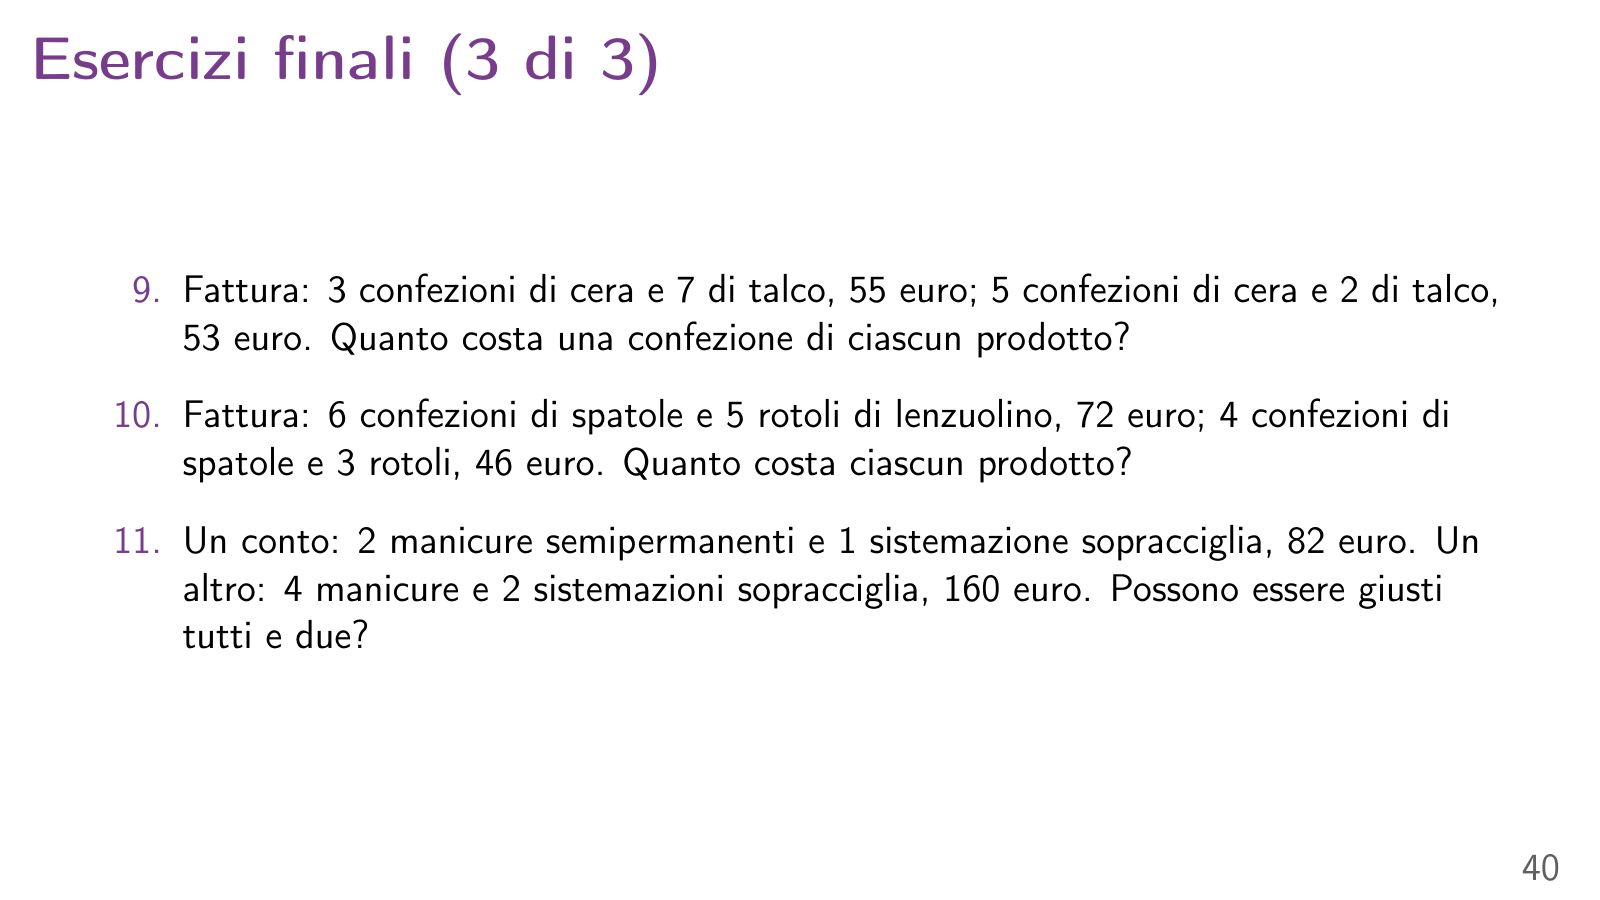 Esercizi finali (3 di 3)
9. Fattura: 3 confezioni di cera e 7 di talco, 55 euro; 5 confezioni di cera e 2 di talco,
53 euro. Quanto costa una confezione di ciascun prodotto?
10. Fattura: 6 confezioni di spatole e 5 rotoli di lenzuolino, 72 euro; 4 confezioni di
spatole e 3 rotoli, 46 euro. Quanto costa ciascun prodotto?
11. Un conto: 2 manicure semipermanenti e 1 sistemazione sopracciglia, 82 euro. Un
altro: 4 manicure e 2 sistemazioni sopracciglia, 160 euro. Possono essere giusti
tutti e due?
40